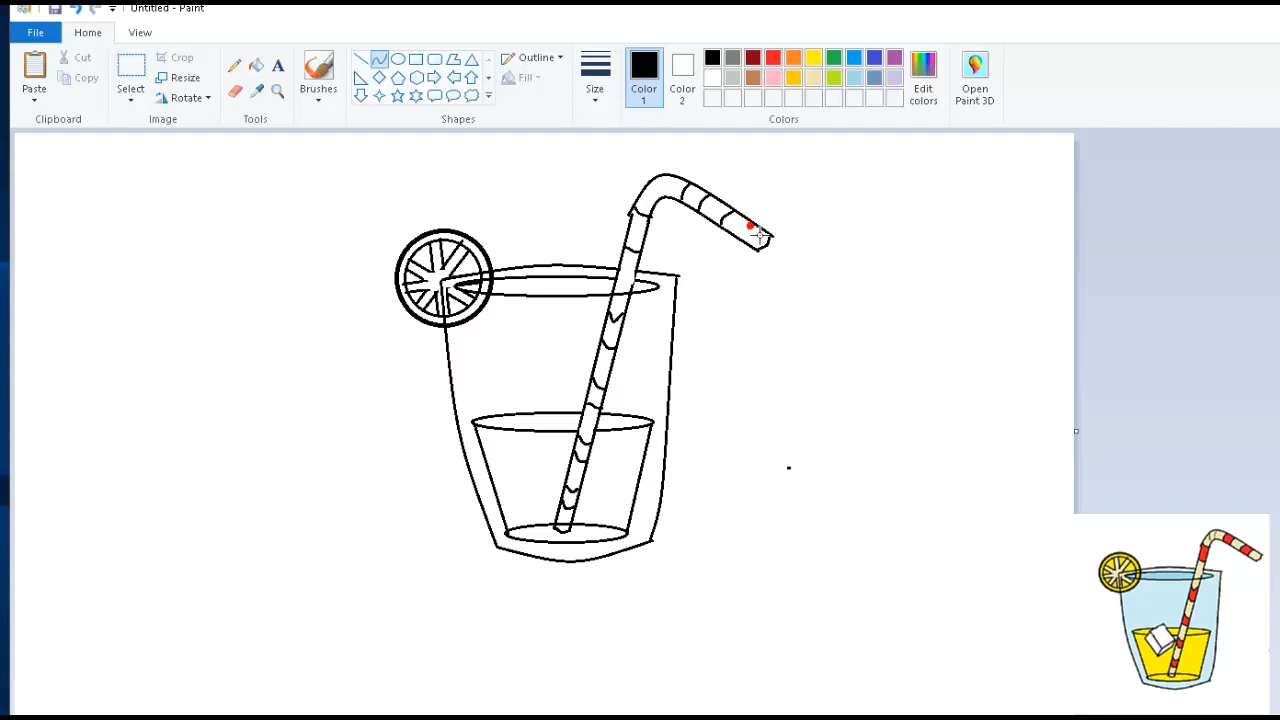 Untitled - Paint
File Home View
Paste
Cut
Copy
Clipboard
Select
Crop
Resize
Rotate
Image
A
Tools
Brushes
Outline
Fill
Shapes
Size
Color 1
Color 2
Edit colors
Colors
Open Paint 3D